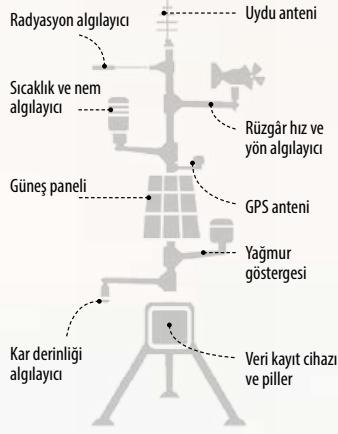 Uydu anteni
Radyasyon algılayıcı
Sıcaklık ve nem
algılayıcı
Rüzgâr hız ve
yön algılayıcı
Güneş paneli
GPS anteni
Yağmur
göstergesi
Kar derinliği
algılayıcı
Veri kayıt cihazı
ve piller